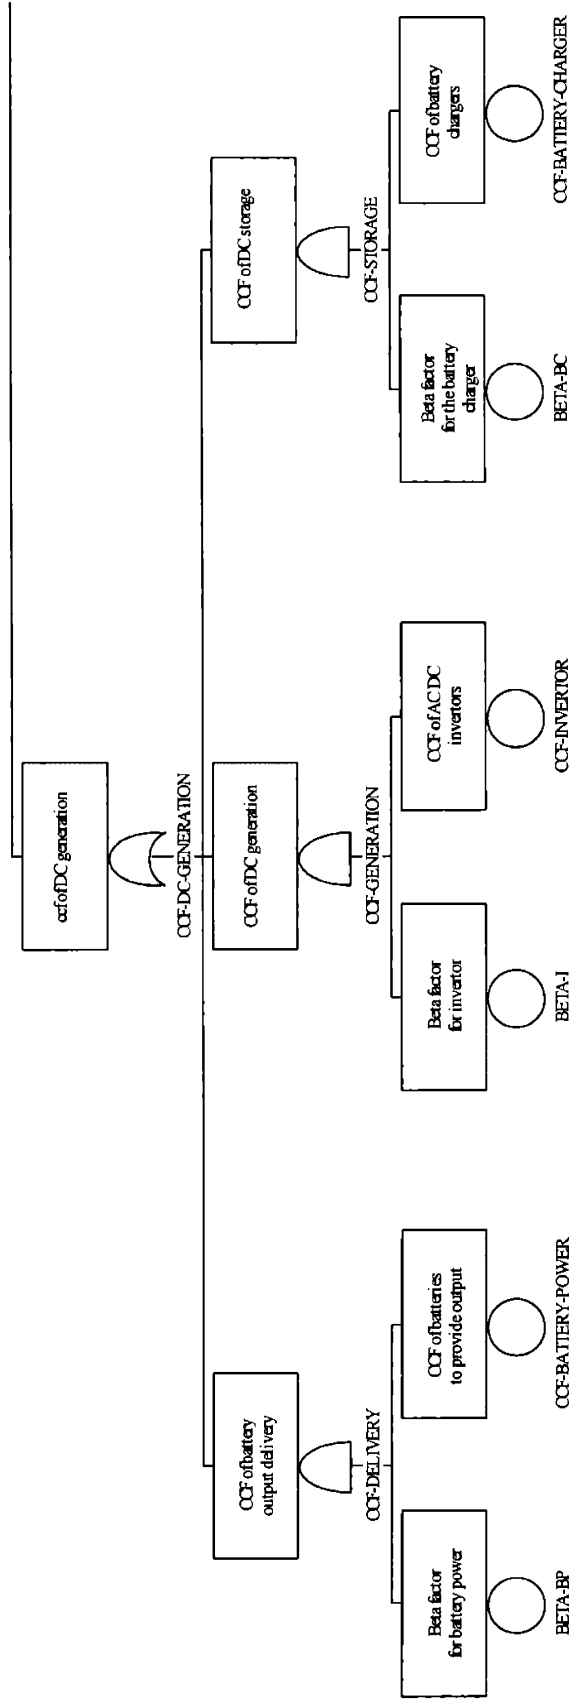 ccf of DC generation
CCF-DC-GENERATION
CCF of battery
output delivery
CCF-DELIVERY
CCF of DC generation
CCF-GENERATION
CCF of DC storage
CCF-STORAGE
Beta factor
for battery power
BETA-BP
CCF of batteries
to provide output
CCF-BATTERY-POWER
Beta factor
for invertor
BETA-I
CCF of AC DC
invertors
CCF-INVERTOR
Beta factor
for the battery
charger
BETA-BC
CCF of battery
chargers
CCF-BATTERY-CHARGER